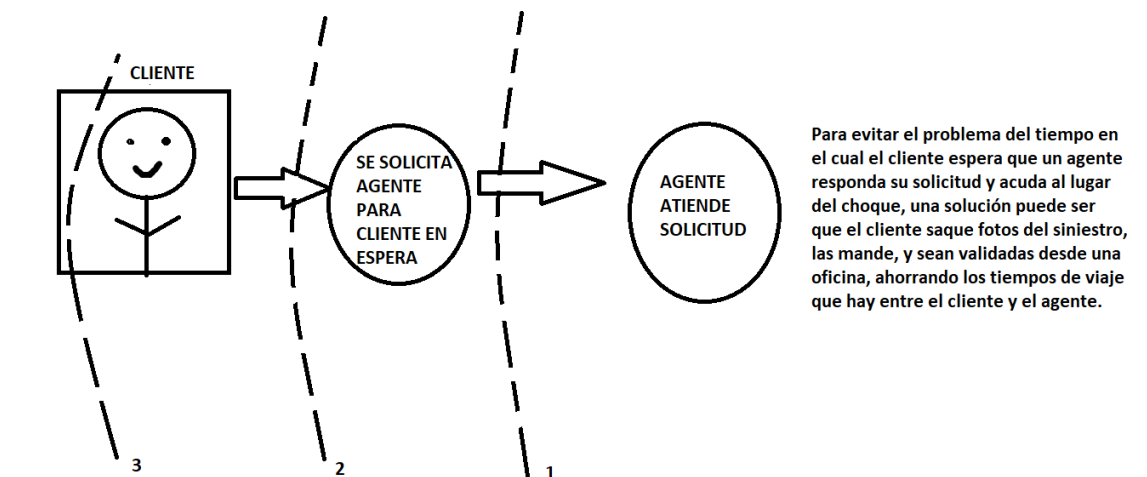 CLIENTE
SE SOLICITA
AGENTE
PARA
CLIENTE EN
ESPERA
AGENTE
ATIENDE
SOLICITUD
Para evitar el problema del tiempo en
el cual el cliente espera que un agente
responda su solicitud y acuda al lugar
del choque, una solución puede ser
que el cliente saque fotos del siniestro,
las mande, y sean validadas desde una
oficina, ahorrando los tiempos de viaje
que hay entre el cliente y el agente.
3
2
1